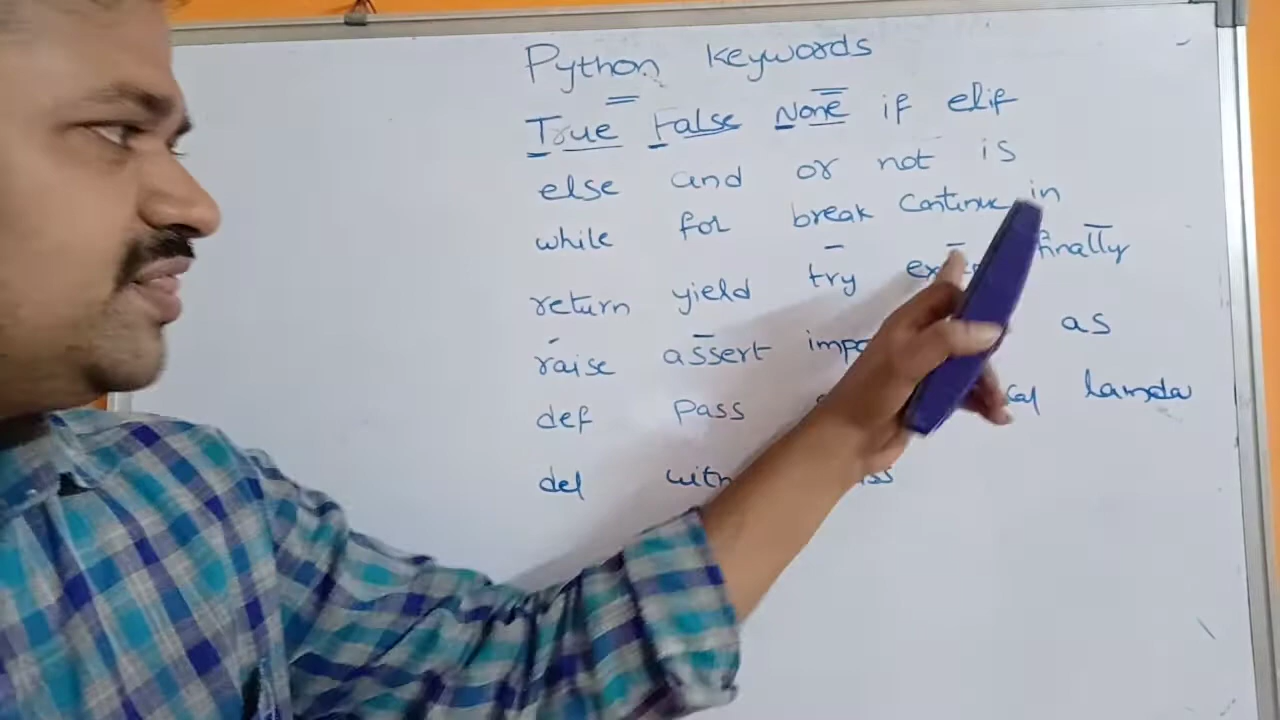 Python Keywords
True False None if elif
else and or not is
while for break continue in
return yield try finally
raise assert as
def pass lamda
del